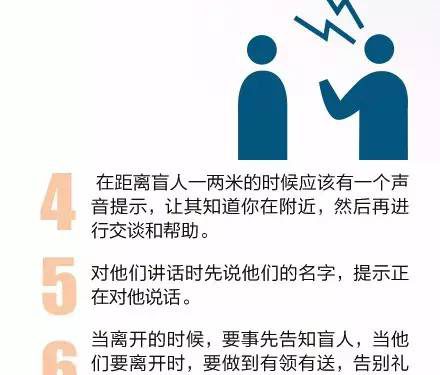 4
在距离盲人一两米的时候应该有一个声
音提示，让其知道你在附近，然后再进
行交谈和帮助。
5
对他们讲话时先说他们的名字，提示正
在对他说话。
6
当离开的时候，要事先告知盲人，当他
们要离开时，要做到有领有送，告别礼